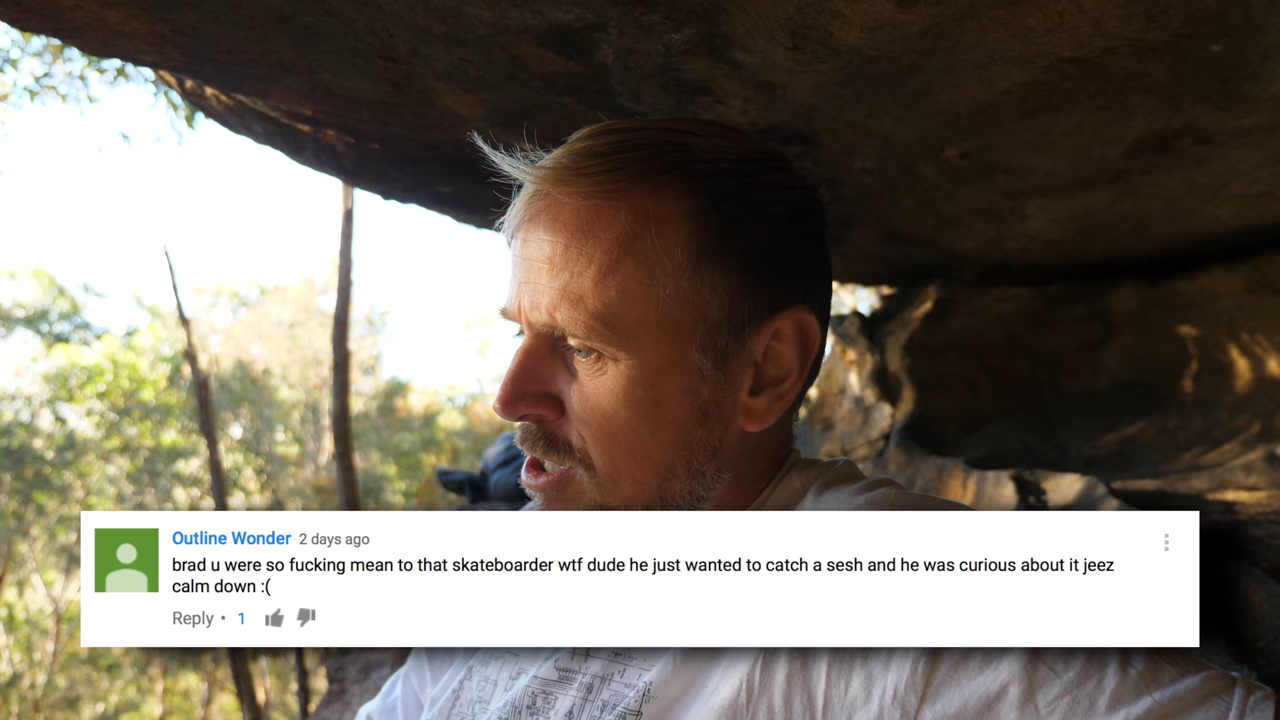 Outline Wonder 2 days ago
brad u were so fucking mean to that skateboarder wtf dude he just wanted to catch a sesh and he was curious about it jeez
calm down :(
Reply • 1